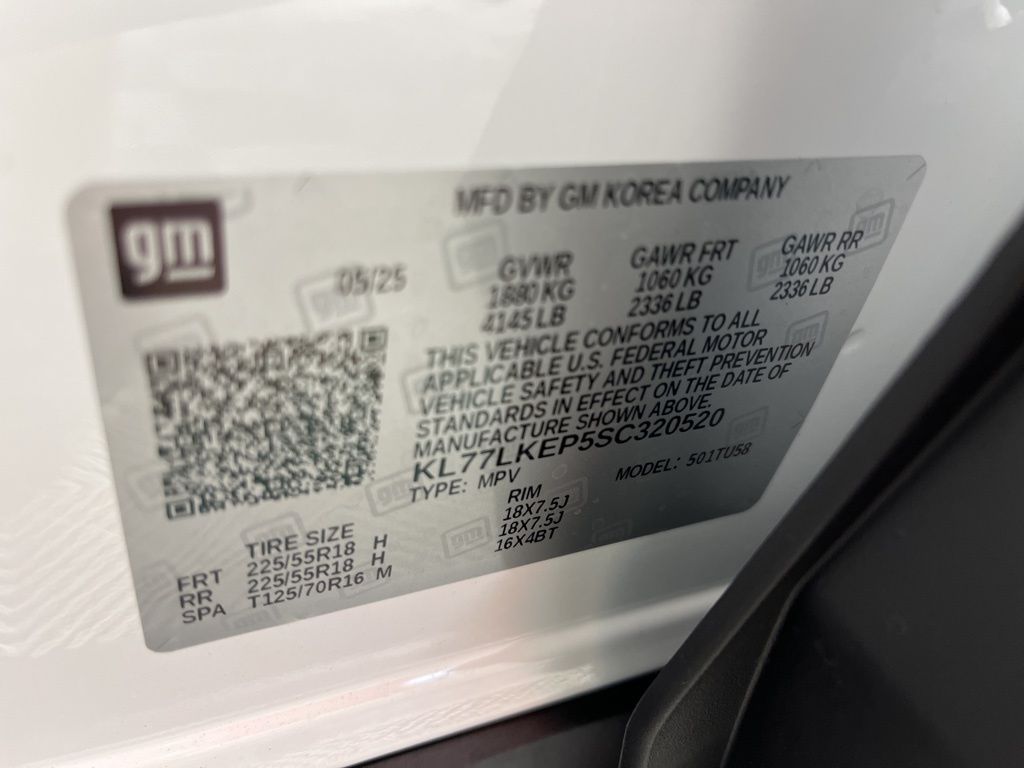 gm
MFD BY GM KOREA COMPANY
05/25
GVWR
1880 KG
4145 LB
GAWR FRT
1060 KG
2336 LB
GAWR RR
1060 KG
2336 LB
THIS VEHICLE CONFORMS TO ALL
APPLICABLE U.S. FEDERAL MOTOR
VEHICLE SAFETY AND THEFT PREVENTION
STANDARDS IN EFFECT ON THE DATE OF
MANUFACTURE SHOWN ABOVE.
KL77LKEP5SC320520
TYPE: MPV
MODEL: 501TU58
TIRE SIZE
RIM
FRT 225/55R18 H 18X7.5J
RR 225/55R18 H 18X7.5J
SPA T125/70R16 M 16X4BT